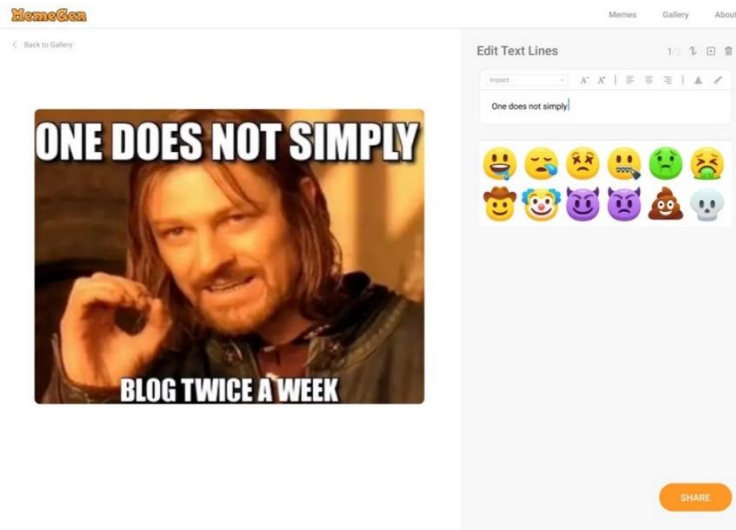 MemeGen
Memes Gallery About
Back to Gallery
Edit Text Lines
Impact
One does not simply
ONE DOES NOT SIMPLY
BLOG TWICE A WEEK
SHARE